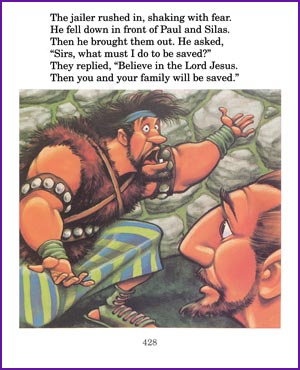 The jailer rushed in, shaking with fear.
He fell down in front of Paul and Silas.
Then he brought them out. He asked,
“Sirs, what must I do to be saved?”
They replied, “Believe in the Lord Jesus.
Then you and your family will be saved.”
428